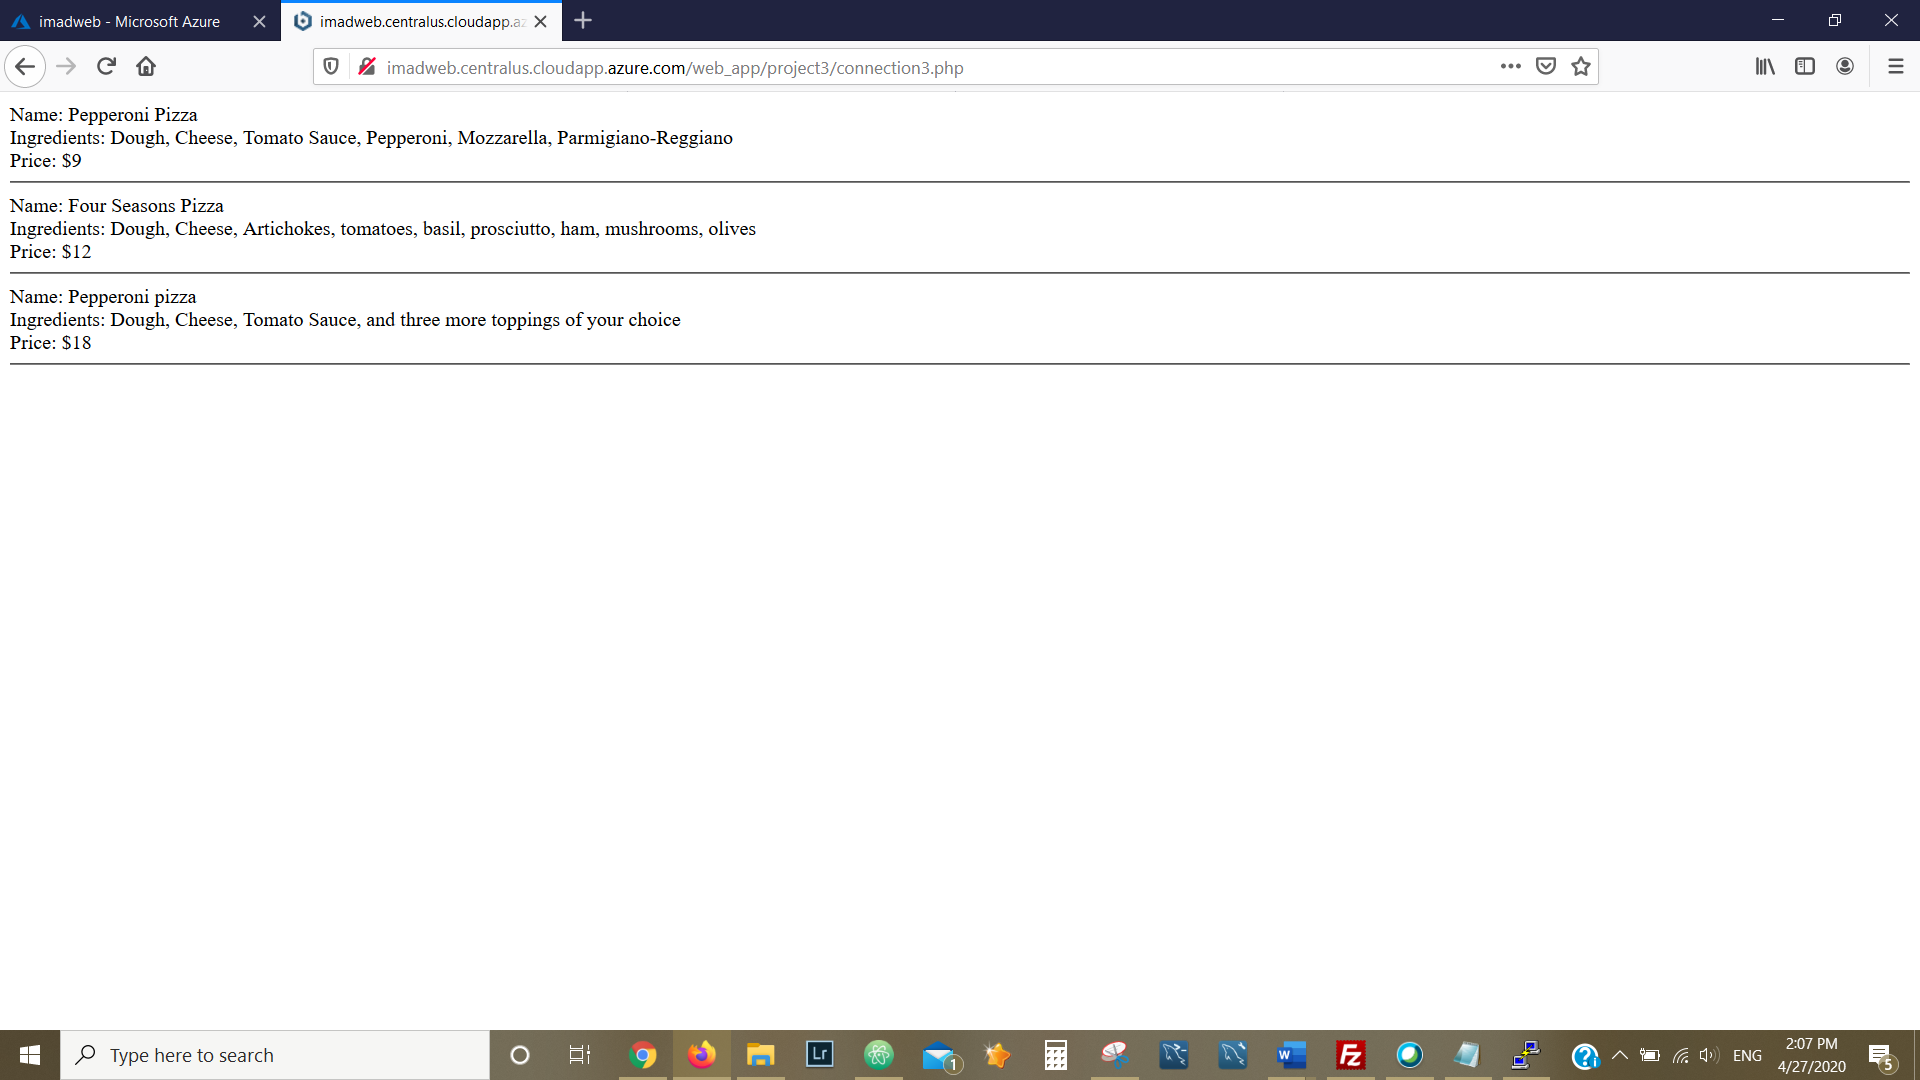 imadweb - Microsoft Azure
imadweb.centralus.cloudapp.az
imadweb.centralus.cloudapp.azure.com/web_app/project3/connection3.php
Name: Pepperoni Pizza
Ingredients: Dough, Cheese, Tomato Sauce, Pepperoni, Mozzarella, Parmigiano-Reggiano
Price: $9
Name: Four Seasons Pizza
Ingredients: Dough, Cheese, Artichokes, tomatoes, basil, prosciutto, ham, mushrooms, olives
Price: $12
Name: Pepperoni pizza
Ingredients: Dough, Cheese, Tomato Sauce, and three more toppings of your choice
Price: $18
Type here to search
Lr
1
W
FZ
ENG
2:07 PM
4/27/2020
5